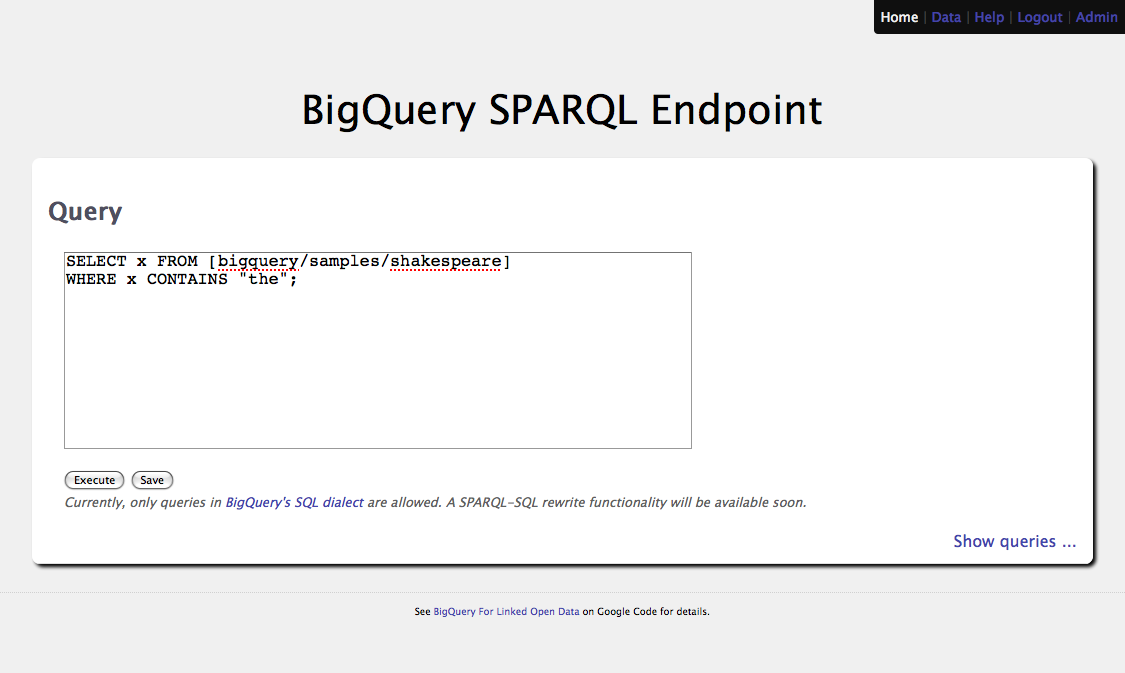 Home | Data | Help | Logout | Admin
BigQuery SPARQL Endpoint
Query
SELECT x FROM [bigquery/samples/shakespeare]
WHERE x CONTAINS "the";
Execute Save
Currently, only queries in BigQuery's SQL dialect are allowed. A SPARQL-SQL rewrite functionality will be available soon.
Show queries ...
See BigQuery For Linked Open Data on Google Code for details.